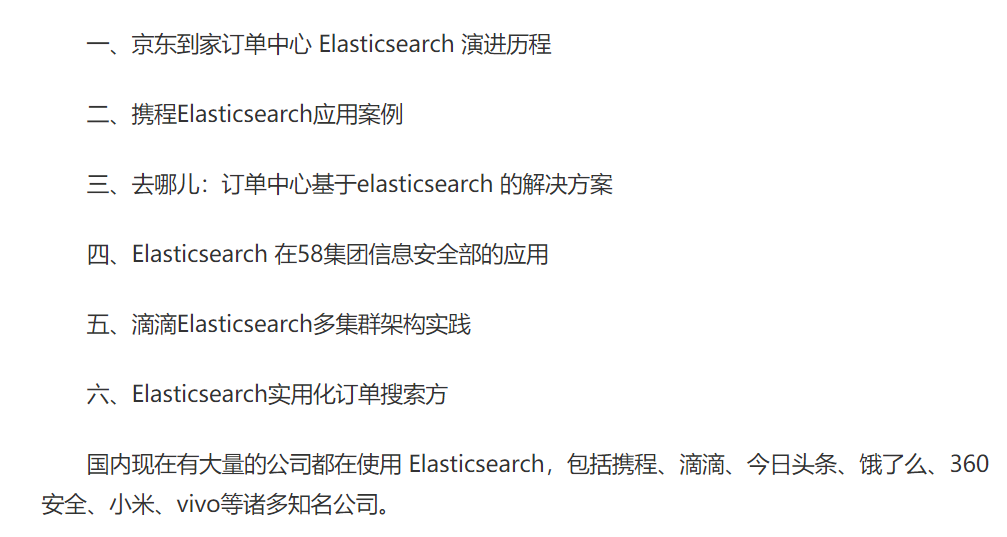 一、京东到家订单中心 Elasticsearch 演进历程
二、携程Elasticsearch应用案例
三、去哪儿：订单中心基于elasticsearch 的解决方案
四、Elasticsearch 在58集团信息安全部的应用
五、滴滴Elasticsearch多集群架构实践
六、Elasticsearch实用化订单搜索方
国内现在有大量的公司都在使用 Elasticsearch，包括携程、滴滴、今日头条、饿了么、360
安全、小米、vivo等诸多知名公司。